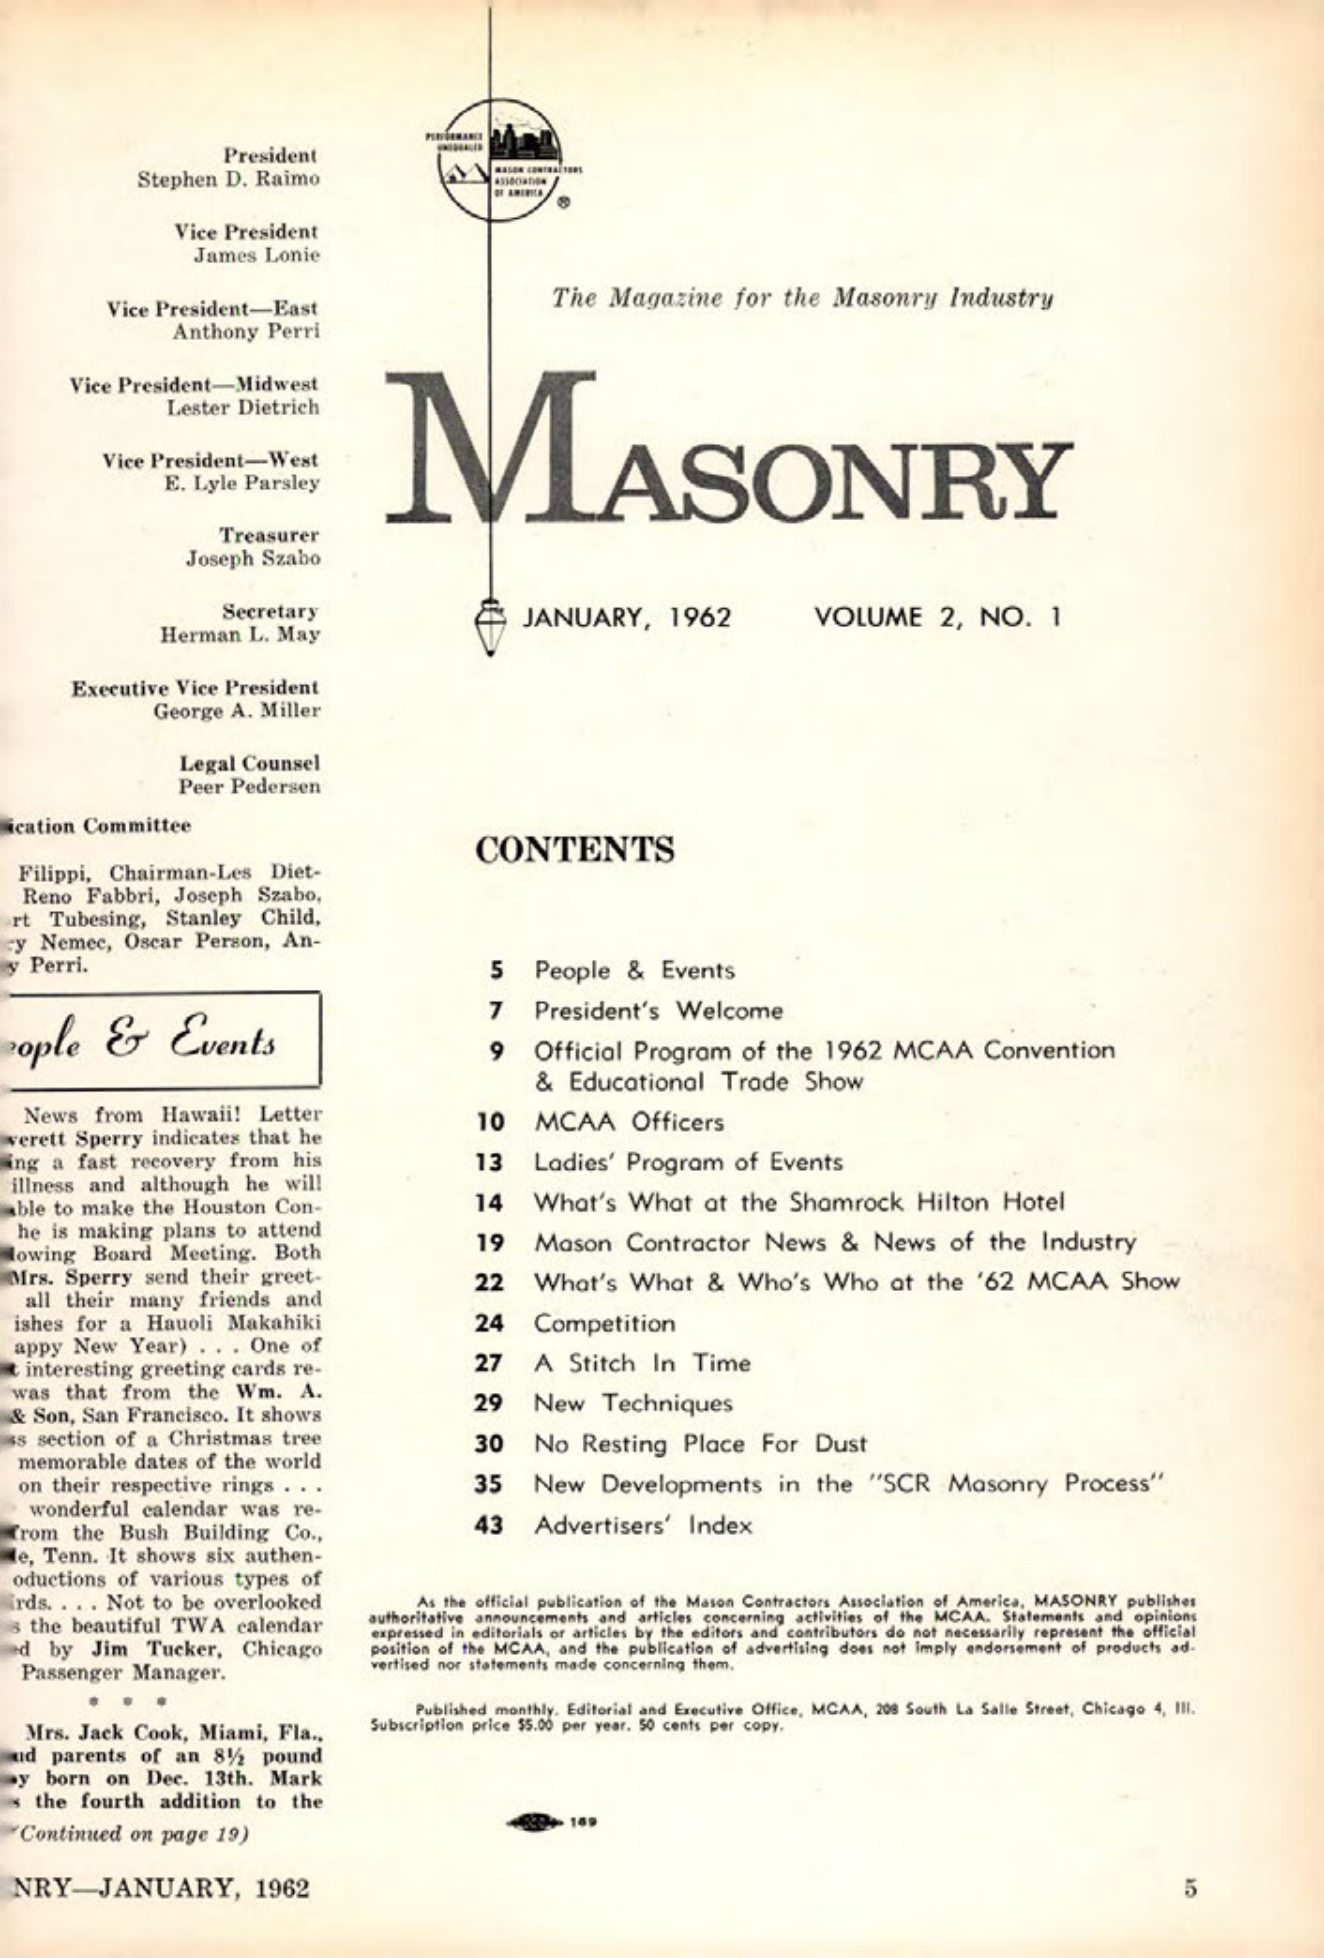 President
Stephen D. Raimo
Vice President
James Lonie
Vice President—East
Anthony Perri
Vice President—Midwest
Lester Dietrich
Vice President—West
E. Lyle Parsley
Treasurer
Joseph Szabo
Secretary
Herman L. May
Executive Vice President
George A. Miller
Legal Counsel
Peer Pedersen
ication Committee
Filippi, Chairman-Les Diet-
Reno Fabbri, Joseph Szabo,
rt Tubesing, Stanley Child,
y Nemec, Oscar Person, An-
y Perri.
eople & Events
News from Hawaii! Letter
verett Sperry indicates that he
ing a fast recovery from his
illness and although he will
able to make the Houston Con-
he is making plans to attend
lowing Board Meeting. Both
Mrs. Sperry send their greet-
all their many friends and
ishes for a Hauoli Makahiki
appy New Year) . . . One of
t interesting greeting cards re-
was that from the Wm. A.
& Son, San Francisco. It shows
ss section of a Christmas tree
memorable dates of the world
on their respective rings . . .
wonderful calendar was re-
from the Bush Building Co.,
le, Tenn. It shows six authen-
oductions of various types of
irds. . . . Not to be overlooked
s the beautiful TWA calendar
ed by Jim Tucker, Chicago
Passenger Manager.
* * *
Mrs. Jack Cook, Miami, Fla.,
ud parents of an 8½ pound
oy born on Dec. 13th. Mark
s the fourth addition to the
(Continued on page 19)
PERFORMANCE
UNEQUALED
MASON CONTRACTORS
ASSOCIATION
OF AMERICA
®
The Magazine for the Masonry Industry
MASONRY
JANUARY, 1962 VOLUME 2, NO. 1
CONTENTS
5 People & Events
7 President's Welcome
9 Official Program of the 1962 MCAA Convention
& Educational Trade Show
10 MCAA Officers
13 Ladies' Program of Events
14 What's What at the Shamrock Hilton Hotel
19 Mason Contractor News & News of the Industry
22 What's What & Who's Who at the '62 MCAA Show
24 Competition
27 A Stitch In Time
29 New Techniques
30 No Resting Place For Dust
35 New Developments in the "SCR Masonry Process"
43 Advertisers' Index
As the official publication of the Mason Contractors Association of America, MASONRY publishes
authoritative announcements and articles concerning activities of the MCAA. Statements and opinions
expressed in editorials or articles by the editors and contributors do not necessarily represent the official
position of the MCAA, and the publication of advertising does not imply endorsement of products ad-
vertised nor statements made concerning them.
Published monthly. Editorial and Executive Office, MCAA, 208 South La Salle Street, Chicago 4, Ill.
Subscription price $5.00 per year. 50 cents per copy.
169
NRY—JANUARY, 1962
5